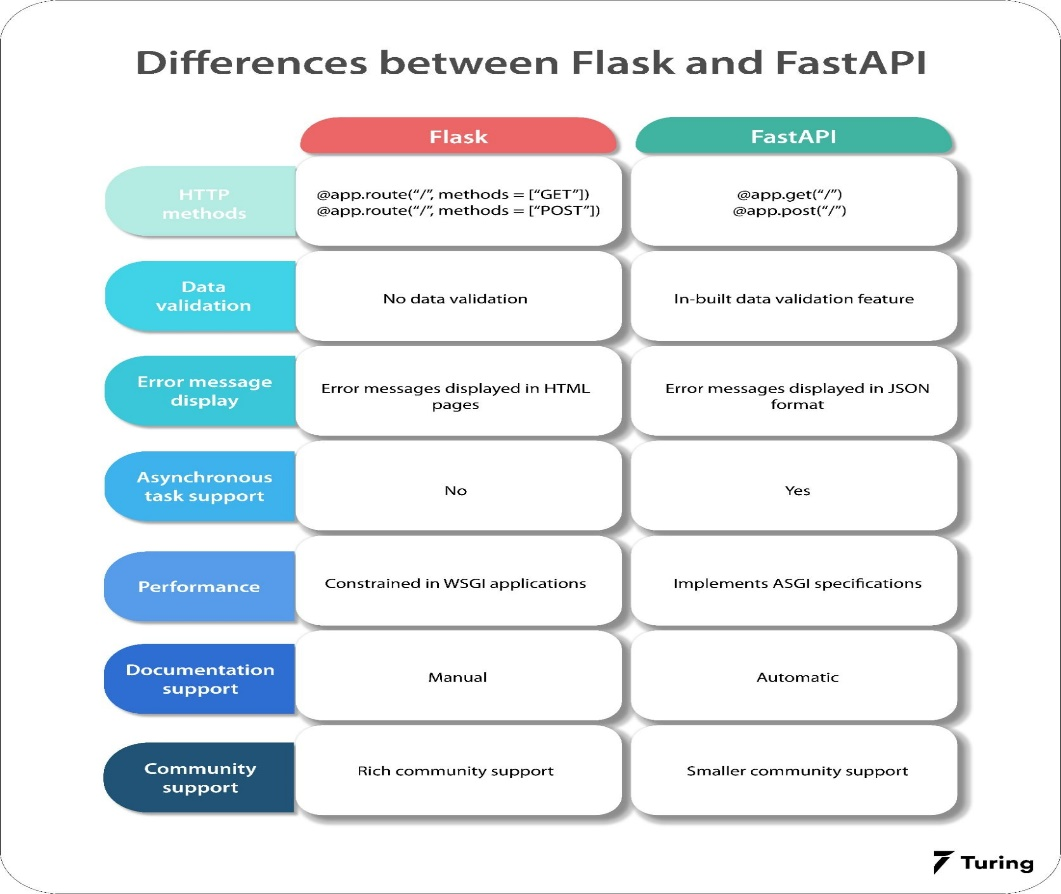 Differences between Flask and FastAPI
Flask
FastAPI
HTTP
methods
@app.route(“/”, methods = [“GET”])
@app.route(“/”, methods = [“POST”])
@app.get(“/”)
@app.post(“/”)
Data
validation
No data validation
In-built data validation feature
Error message
display
Error messages displayed in HTML
pages
Error messages displayed in JSON
format
Asynchronous
task support
No
Yes
Performance
Constrained in WSGI applications
Implements ASGI specifications
Documentation
support
Manual
Automatic
Community
support
Rich community support
Smaller community support
Turing